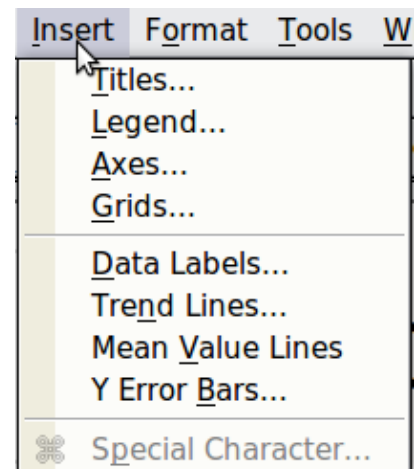 Insert Format Tools W
Titles...
Legend...
Axes...
Grids...
Data Labels...
Trend Lines...
Mean Value Lines
Y Error Bars...
Special Character...